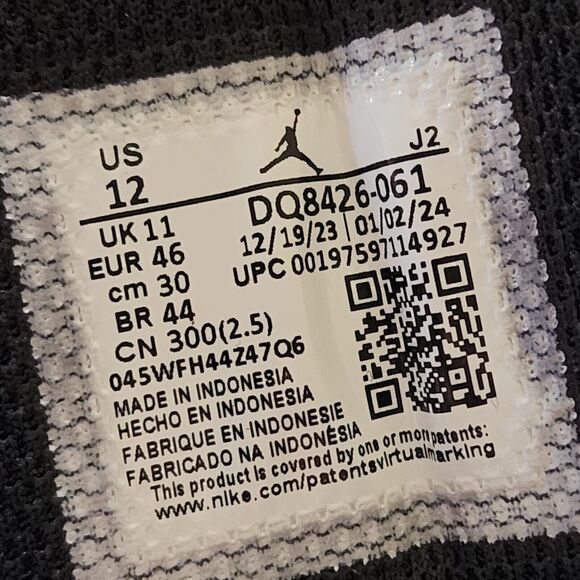 US
12
J2
UK 11
EUR 46
cm 30
BR 44
CN 300(2.5)
DQ8426-061
12/19/23 | 01/02/24
UPC 00197597114927
045WFH44Z47Q6
MADE IN INDONESIA
HECHO EN INDONESIA
FABRIQUE EN INDONESIE
FABRICADO NA INDONÉSIA
This product is covered by one or more patents:
www.nike.com/patentsvirtualmarking